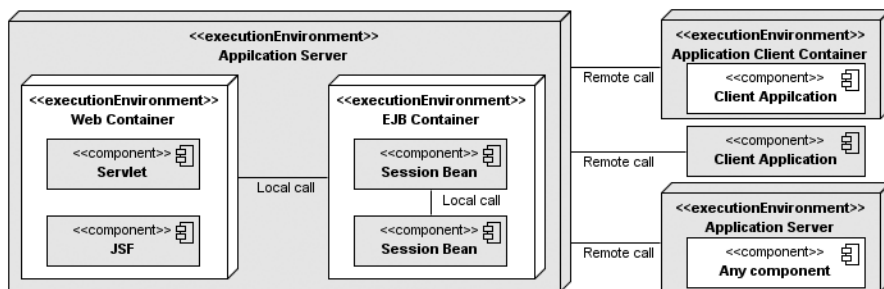 <<executionEnvironment>>
Appilcation Server
<<executionEnvironment>>
Web Container
<<component>>
Servlet
<<component>>
JSF
Local call
<<executionEnvironment>>
EJB Container
<<component>>
Session Bean
Local call
<<component>>
Session Bean
Remote call
<<executionEnvironment>>
Application Client Container
<<component>>
Client Appilcation
Remote call
<<component>>
Client Application
Remote call
<<executionEnvironment>>
Application Server
<<component>>
Any component